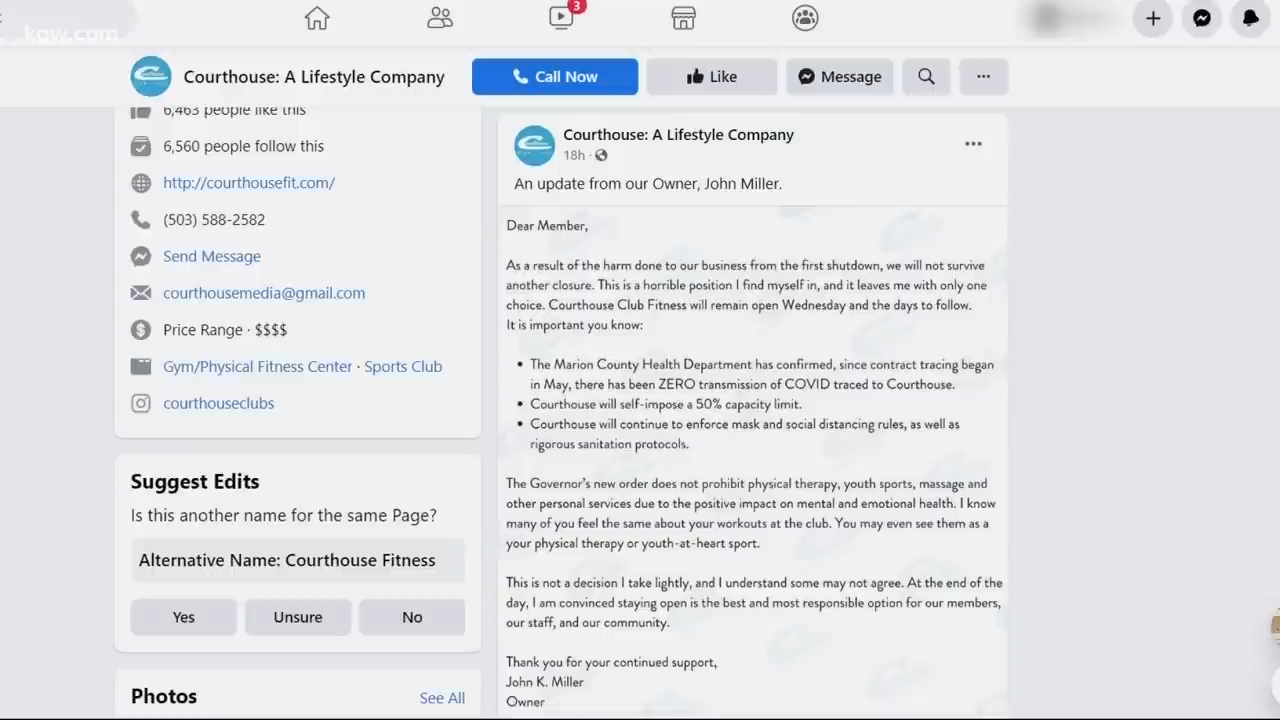 kgw.com
3
Courthouse: A Lifestyle Company
Call Now
Like
Message
6,463 people like this
6,560 people follow this
http://courthousefit.com/
(503) 588-2582
Send Message
courthousemedia@gmail.com
Price Range · $$$$
Gym/Physical Fitness Center · Sports Club
courthouseclubs
Suggest Edits
Is this another name for the same Page?
Alternative Name: Courthouse Fitness
Yes
Unsure
No
Photos
See All
Courthouse: A Lifestyle Company
18h ·
An update from our Owner, John Miller.
Dear Member,
As a result of the harm done to our business from the first shutdown, we will not survive
another closure. This is a horrible position I find myself in, and it leaves me with only one
choice. Courthouse Club Fitness will remain open Wednesday and the days to follow.
It is important you know:
• The Marion County Health Department has confirmed, since contract tracing began
in May, there has been ZERO transmission of COVID traced to Courthouse.
• Courthouse will self-impose a 50% capacity limit.
• Courthouse will continue to enforce mask and social distancing rules, as well as
rigorous sanitation protocols.
The Governor's new order does not prohibit physical therapy, youth sports, massage and
other personal services due to the positive impact on mental and emotional health. I know
many of you feel the same about your workouts at the club. You may even see them as a
your physical therapy or youth-at-heart sport.
This is not a decision I take lightly, and I understand some may not agree. At the end of the
day, I am convinced staying open is the best and most responsible option for our members,
our staff, and our community.
Thank you for your continued support,
John K. Miller
Owner